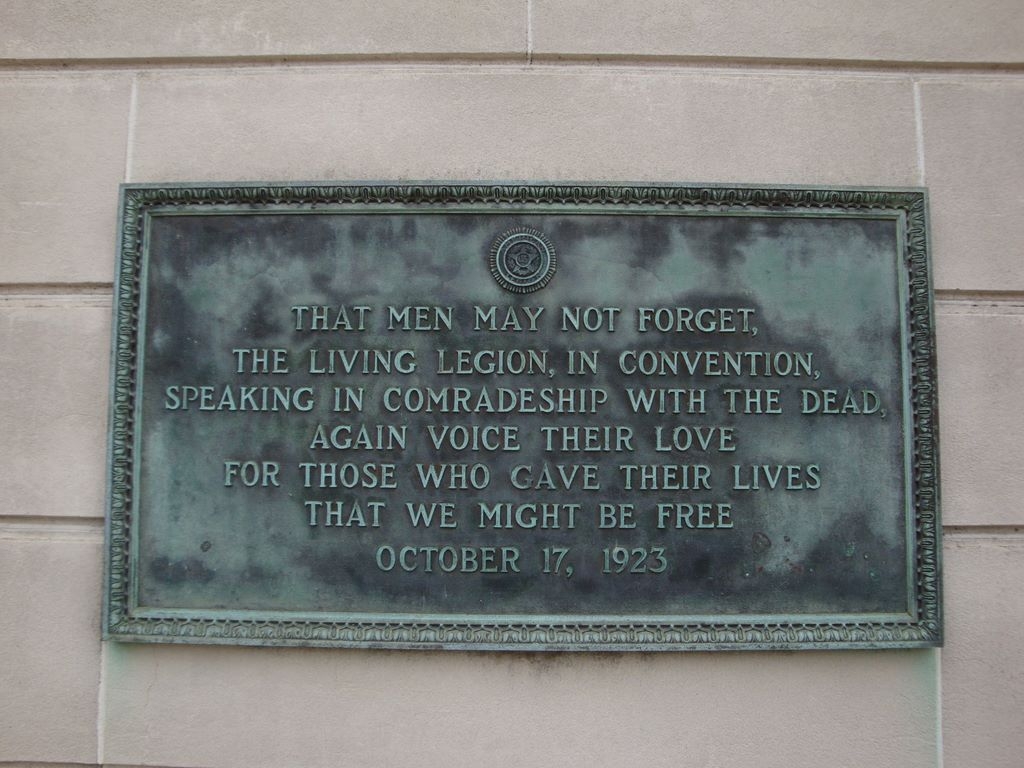 THAT MEN MAY NOT FORGET,
THE LIVING LEGION, IN CONVENTION,
SPEAKING IN COMRADESHIP WITH THE DEAD,
AGAIN VOICE THEIR LOVE
FOR THOSE WHO GAVE THEIR LIVES
THAT WE MIGHT BE FREE
OCTOBER 17, 1923